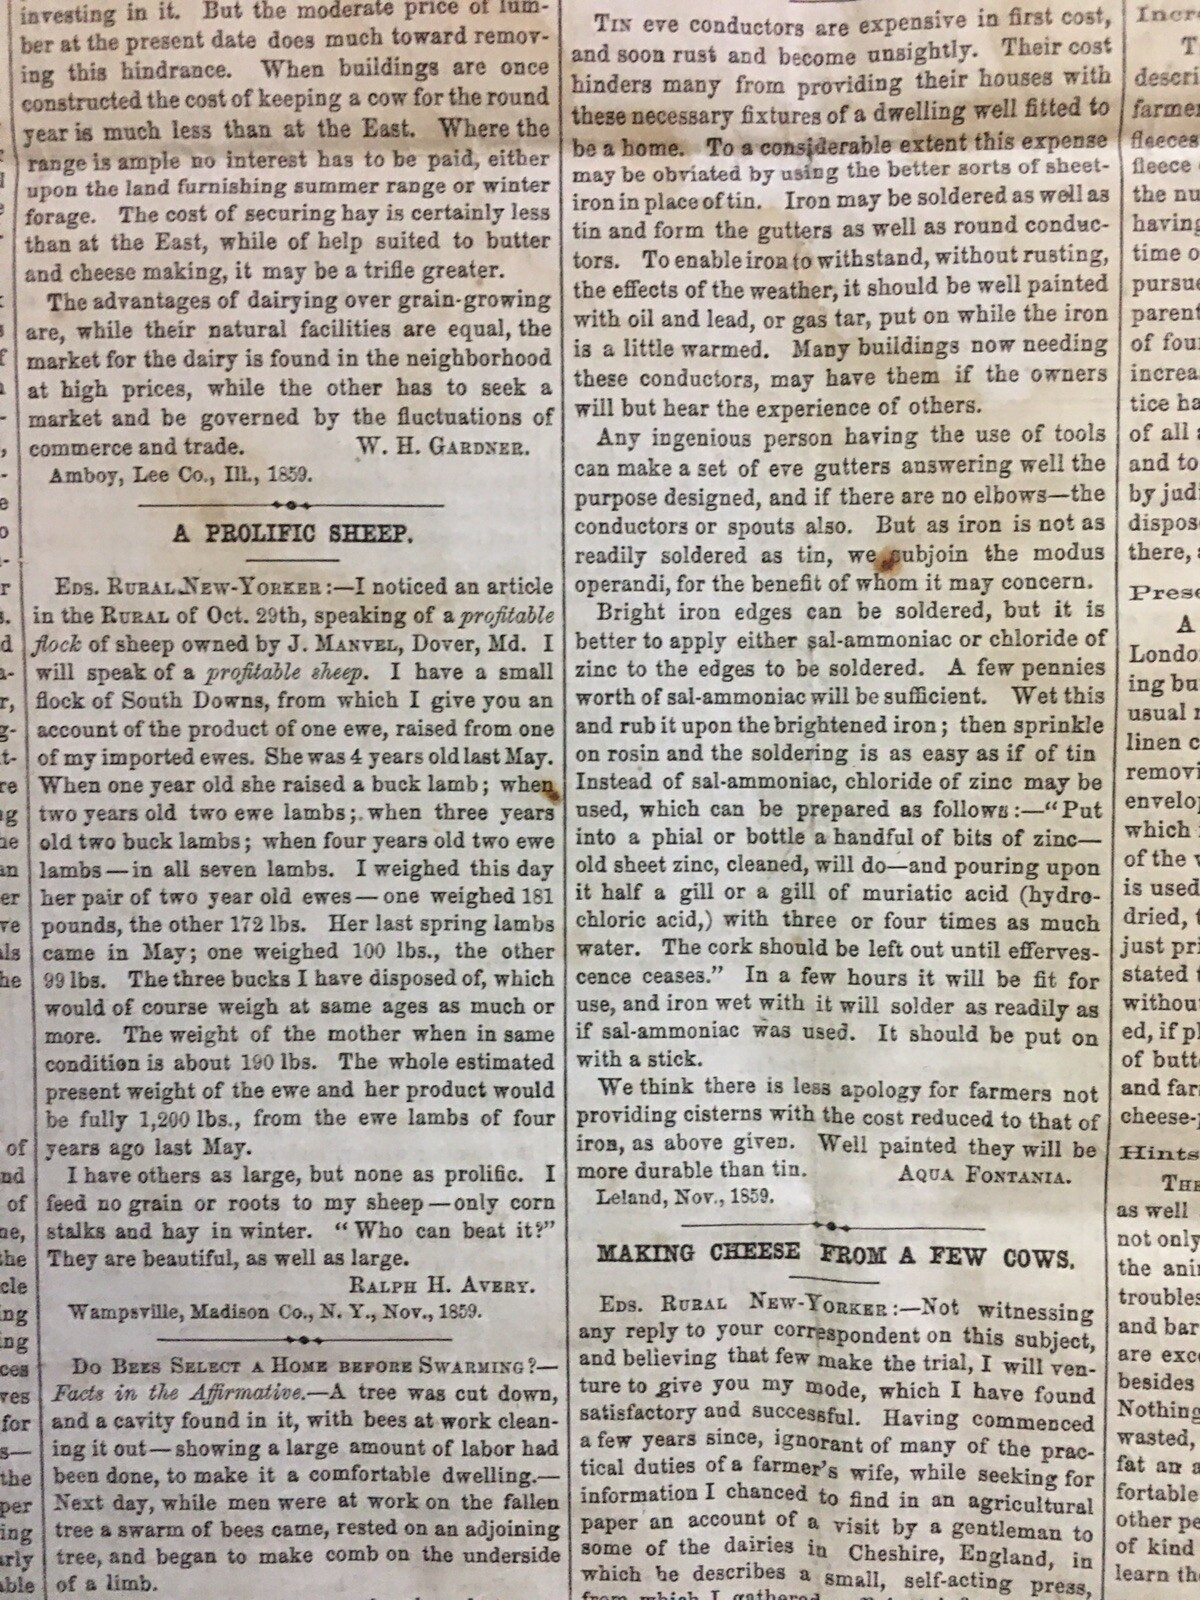 investing in it. But the moderate price of lum-
ber at the present date does much toward remov-
ing this hindrance. When buildings are once
constructed the cost of keeping a cow for the round
year is much less than at the East. Where the
range is ample no interest has to be paid, either
upon the land furnishing summer range or winter
forage. The cost of securing hay is certainly less
than at the East, while of help suited to butter
and cheese making, it may be a trifle greater.
The advantages of dairying over grain-growing
are, while their natural facilities are equal, the
market for the dairy is found in the neighborhood
at high prices, while the other has to seek a
market and be governed by the fluctuations of
commerce and trade. W. H. GARDNER.
Amboy, Lee Co., Ill., 1859.
A PROLIFIC SHEEP.
EDS. RURAL NEW-YORKER:—I noticed an article
in the RURAL of Oct. 29th, speaking of a profitable
flock of sheep owned by J. MANVEL, Dover, Md. I
will speak of a profitable sheep. I have a small
flock of South Downs, from which I give you an
account of the product of one ewe, raised from one
of my imported ewes. She was 4 years old last May.
When one year old she raised a buck lamb; when
two years old two ewe lambs; when three years
old two buck lambs; when four years old two ewe
lambs—in all seven lambs. I weighed this day
her pair of two year old ewes—one weighed 181
pounds, the other 172 lbs. Her last spring lambs
came in May; one weighed 100 lbs., the other
99 lbs. The three bucks I have disposed of, which
would of course weigh at same ages as much or
more. The weight of the mother when in same
condition is about 190 lbs. The whole estimated
present weight of the ewe and her product would
be fully 1,200 lbs., from the ewe lambs of four
years ago last May.
I have others as large, but none as prolific. I
feed no grain or roots to my sheep—only corn
stalks and hay in winter. "Who can beat it?"
They are beautiful, as well as large.
RALPH H. AVERY.
Wampsville, Madison Co., N. Y., Nov., 1859.
DO BEES SELECT A HOME BEFORE SWARMING?—
Facts in the Affirmative.—A tree was cut down,
and a cavity found in it, with bees at work clean-
ing it out—showing a large amount of labor had
been done, to make it a comfortable dwelling.—
Next day, while men were at work on the fallen
tree a swarm of bees came, rested on an adjoining
tree, and began to make comb on the underside
of a limb.
TIN eve conductors are expensive in first cost,
and soon rust and become unsightly. Their cost
hinders many from providing their houses with
these necessary fixtures of a dwelling well fitted to
be a home. To a considerable extent this expense
may be obviated by using the better sorts of sheet-
iron in place of tin. Iron may be soldered as well as
tin and form the gutters as well as round conduc-
tors. To enable iron to withstand, without rusting,
the effects of the weather, it should be well painted
with oil and lead, or gas tar, put on while the iron
is a little warmed. Many buildings now needing
these conductors, may have them if the owners
will but hear the experience of others.
Any ingenious person having the use of tools
can make a set of eve gutters answering well the
purpose designed, and if there are no elbows—the
conductors or spouts also. But as iron is not as
readily soldered as tin, we subjoin the modus
operandi, for the benefit of whom it may concern.
Bright iron edges can be soldered, but it is
better to apply either sal-ammoniac or chloride of
zinc to the edges to be soldered. A few pennies
worth of sal-ammoniac will be sufficient. Wet this
and rub it upon the brightened iron; then sprinkle
on rosin and the soldering is as easy as if of tin
Instead of sal-ammoniac, chloride of zinc may be
used, which can be prepared as follows:—"Put
into a phial or bottle a handful of bits of zinc—
old sheet zinc, cleaned, will do—and pouring upon
it half a gill or a gill of muriatic acid (hydro-
chloric acid,) with three or four times as much
water. The cork should be left out until efferves-
cence ceases." In a few hours it will be fit for
use, and iron wet with it will solder as readily as
if sal-ammoniac was used. It should be put on
with a stick.
We think there is less apology for farmers not
providing cisterns with the cost reduced to that of
iron, as above given. Well painted they will be
more durable than tin. AQUA FONTANIA.
Leland, Nov., 1859.
MAKING CHEESE FROM A FEW COWS.
EDS. RURAL NEW-YORKER:—Not witnessing
any reply to your correspondent on this subject,
and believing that few make the trial, I will ven-
ture to give you my mode, which I have found
satisfactory and successful. Having commenced
a few years since, ignorant of many of the prac-
tical duties of a farmer's wife, while seeking for
information I chanced to find in an agricultural
paper an account of a visit by a gentleman to
some of the dairies in Cheshire, England, in
which he describes a small, self-acting press,
from which I gathered